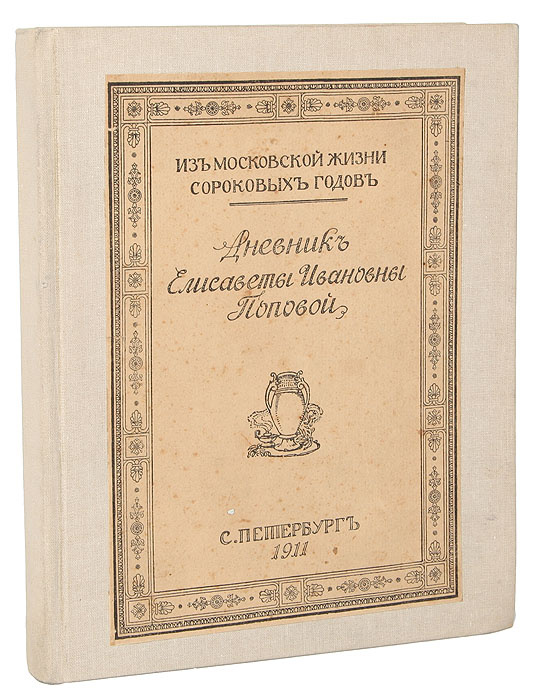 ИЗЪ МОСКОВСКОЙ ЖИЗНИ
СОРОКОВЫХЪ ГОДОВЪ
Дневникъ
Елисаветы Ивановны
Поповой
С. ПЕТЕРБУРГЪ
1911